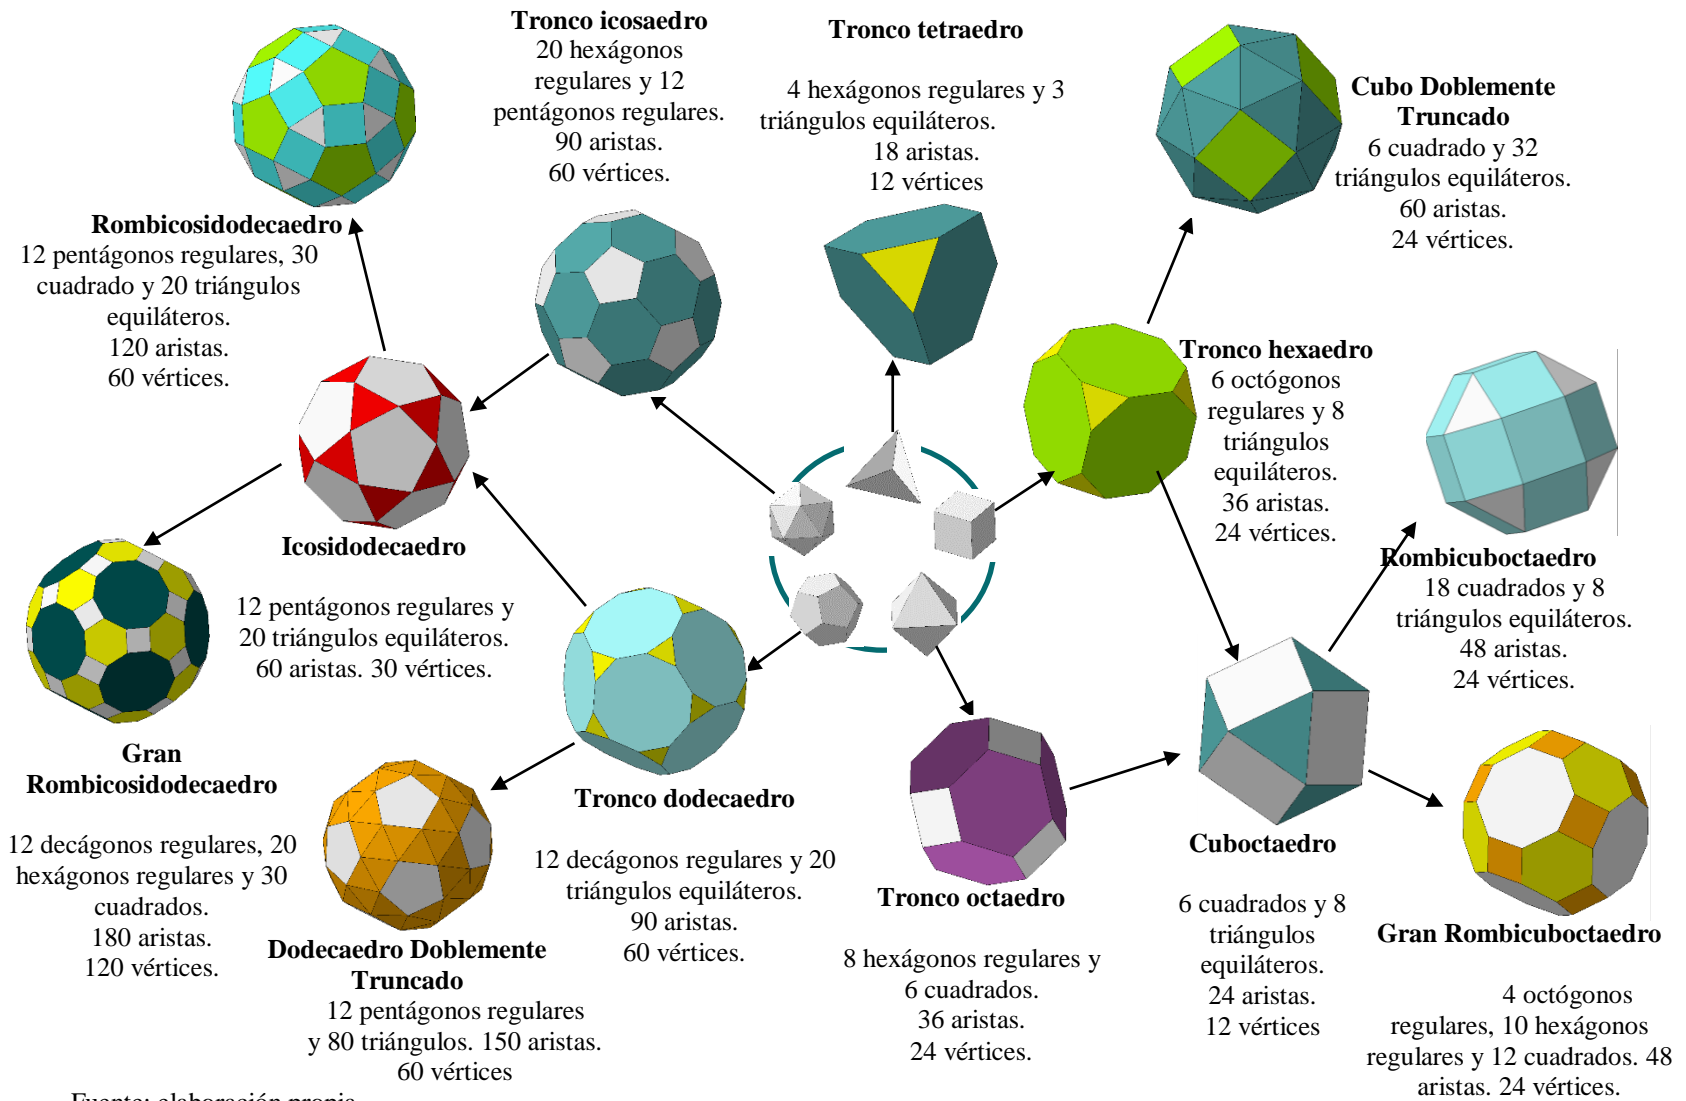 Tronco icosaedro
20 hexágonos
regulares y 12
pentágonos regulares.
90 aristas.
60 vértices.
Tronco tetraedro
4 hexágonos regulares y 3
triángulos equiláteros.
18 aristas.
12 vértices
Cubo Doblemente
Truncado
6 cuadrado y 32
triángulos equiláteros.
60 aristas.
24 vértices.
Rombicosidodecaedro
12 pentágonos regulares, 30
cuadrado y 20 triángulos
equiláteros.
120 aristas.
60 vértices.
Tronco hexaedro
6 octógonos
regulares y 8
triángulos
equiláteros.
36 aristas.
24 vértices.
Rombicuboctaedro
18 cuadrados y 8
triángulos equiláteros.
48 aristas.
24 vértices.
Icosidodecaedro
12 pentágonos regulares y
20 triángulos equiláteros.
60 aristas. 30 vértices.
Gran
Rombicosidodecaedro
12 decágonos regulares, 20
hexágonos regulares y 30
cuadrados.
180 aristas.
120 vértices.
Dodecaedro Doblemente
Truncado
12 pentágonos regulares
y 80 triángulos. 150 aristas.
60 vértices
Tronco dodecaedro
12 decágonos regulares y 20
triángulos equiláteros.
90 aristas.
60 vértices.
Tronco octaedro
8 hexágonos regulares y
6 cuadrados.
36 aristas.
24 vértices.
Cuboctaedro
6 cuadrados y 8
triángulos
equiláteros.
24 aristas.
12 vértices
Gran Rombicuboctaedro
4 octógonos
regulares, 10 hexágonos
regulares y 12 cuadrados. 48
aristas. 24 vértices.
Fuente: elaboración propia